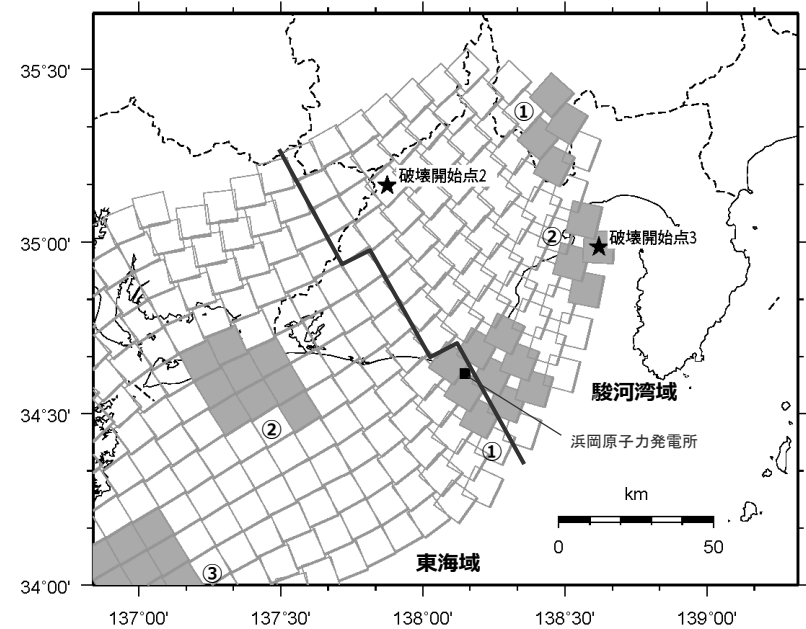 35°30'
①
破壊開始点2
35°00'
②
破壊開始点3
34°30'
駿河湾域
②
①
浜岡原子力発電所
km
0
50
③
東海域
34°00'
137°00'
137°30'
138°00'
138°30'
139°00'